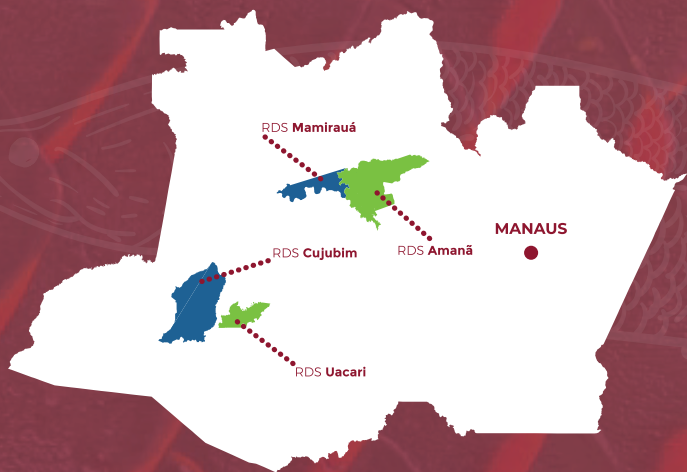 RDS Mamirauá
MANAUS
RDS Amanã
RDS Cujubim
RDS Uacari